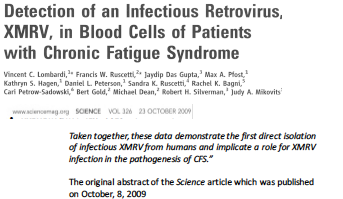 Detection of an Infectious Retrovirus,
XMRV, in Blood Cells of Patients
with Chronic Fatigue Syndrome
Vincent C. Lombardi,¹* Francis W. Ruscetti,²* Jaydip Das Gupta,³ Max A. Pfost,¹
Kathryn S. Hagen,¹ Daniel L. Peterson,¹ Sandra K. Ruscetti,⁴ Rachel K. Bagni,⁵
Cari Petrow-Sadowski,⁶ Bert Gold,² Michael Dean,² Robert H. Silverman,³ Judy A. Mikovits¹
www.sciencemag.org SCIENCE VOL 326 23 OCTOBER 2009
Taken together, these data demonstrate the first direct isolation
of infectious XMRV from humans and implicate a role for XMRV
infection in the pathogenesis of CFS.”
The original abstract of the Science article which was published
on October, 8, 2009